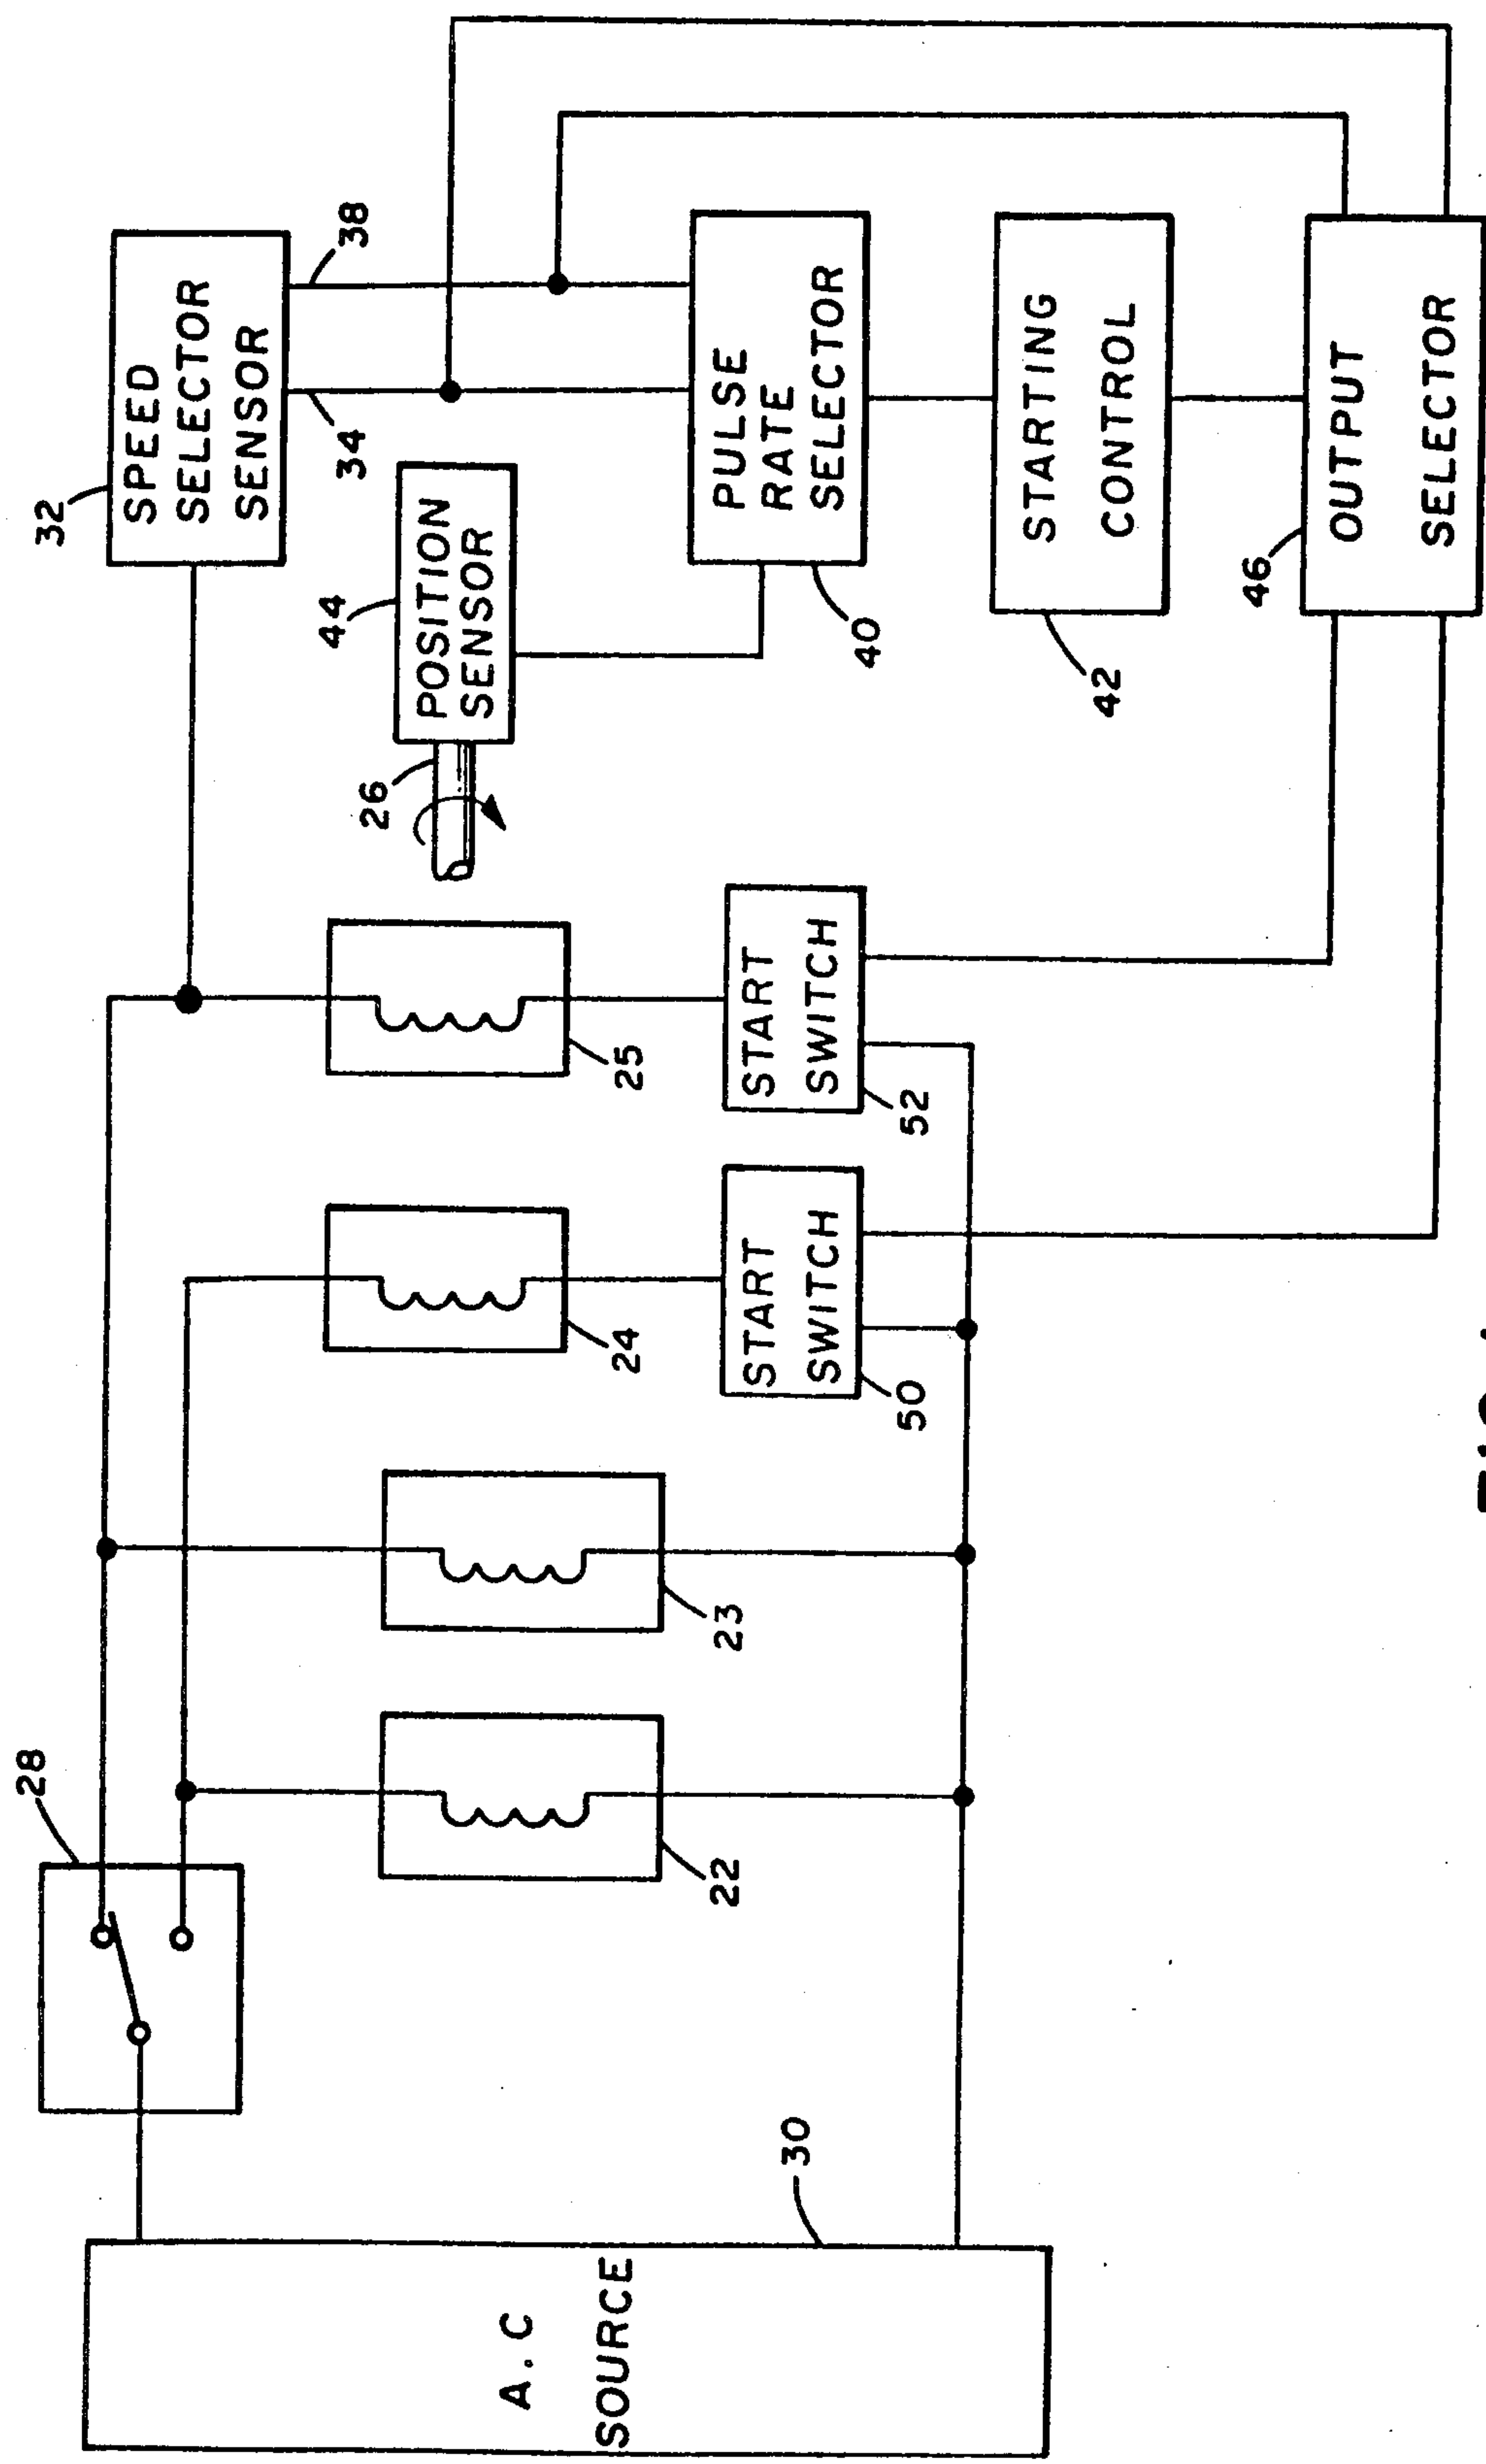 28
32
SPEED
SELECTOR
SENSOR
34
38
44
POSITION
SENSOR
26
25
24
23
22
PULSE
RATE
SELECTOR
40
START
SWITCH
52
START
SWITCH
50
A.C
SOURCE
30
STARTING
CONTROL
42
OUTPUT
SELECTOR
46